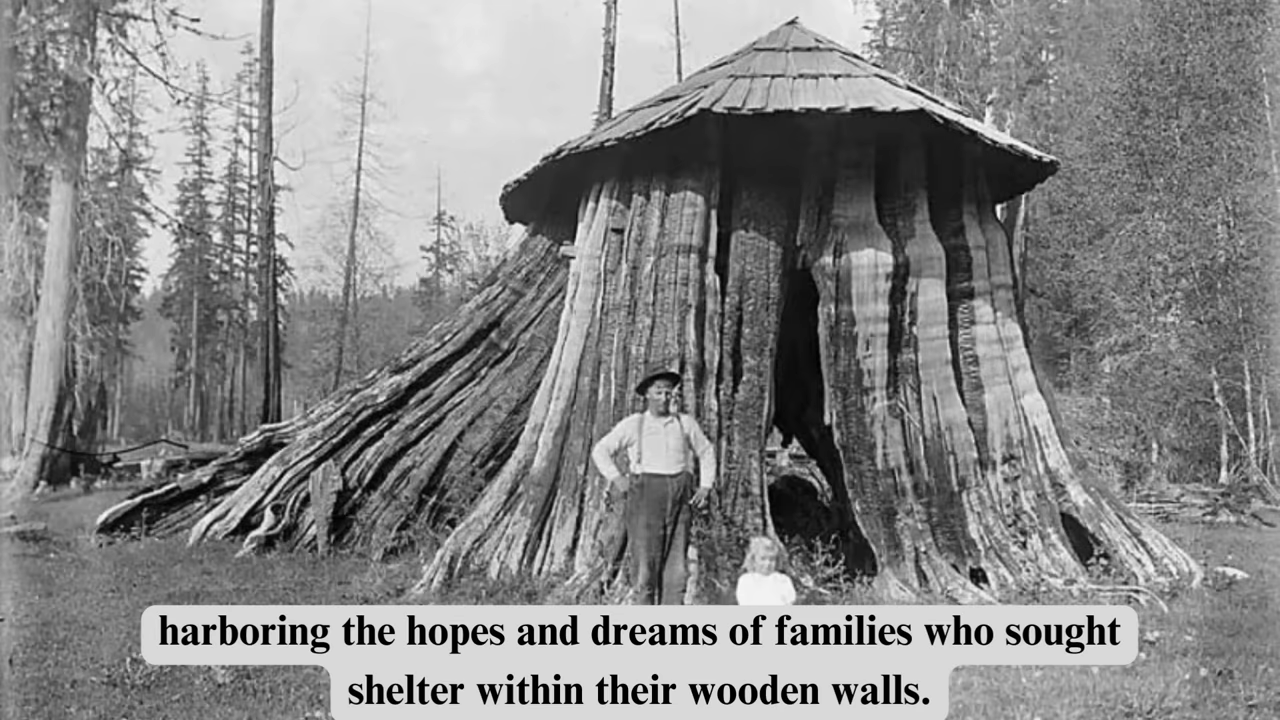 harboring the hopes and dreams of families who sought
shelter within their wooden walls.